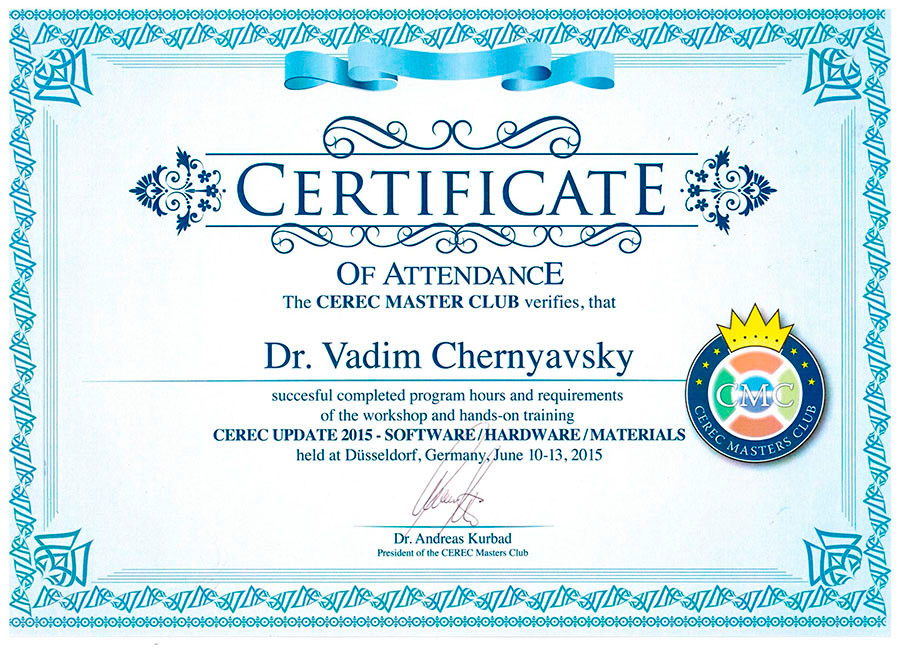 CERTIFICATE
OF ATTENDANCE
The CEREC MASTER CLUB verifies, that
Dr. Vadim Chernyavsky
succesful completed program hours and requirements
of the workshop and hands-on training
CEREC UPDATE 2015 - SOFTWARE/HARDWARE/MATERIALS
held at Düsseldorf, Germany, June 10-13, 2015
Dr. Andreas Kurbad
President of the CEREC Masters Club
CMC
CEREC MASTERS CLUB